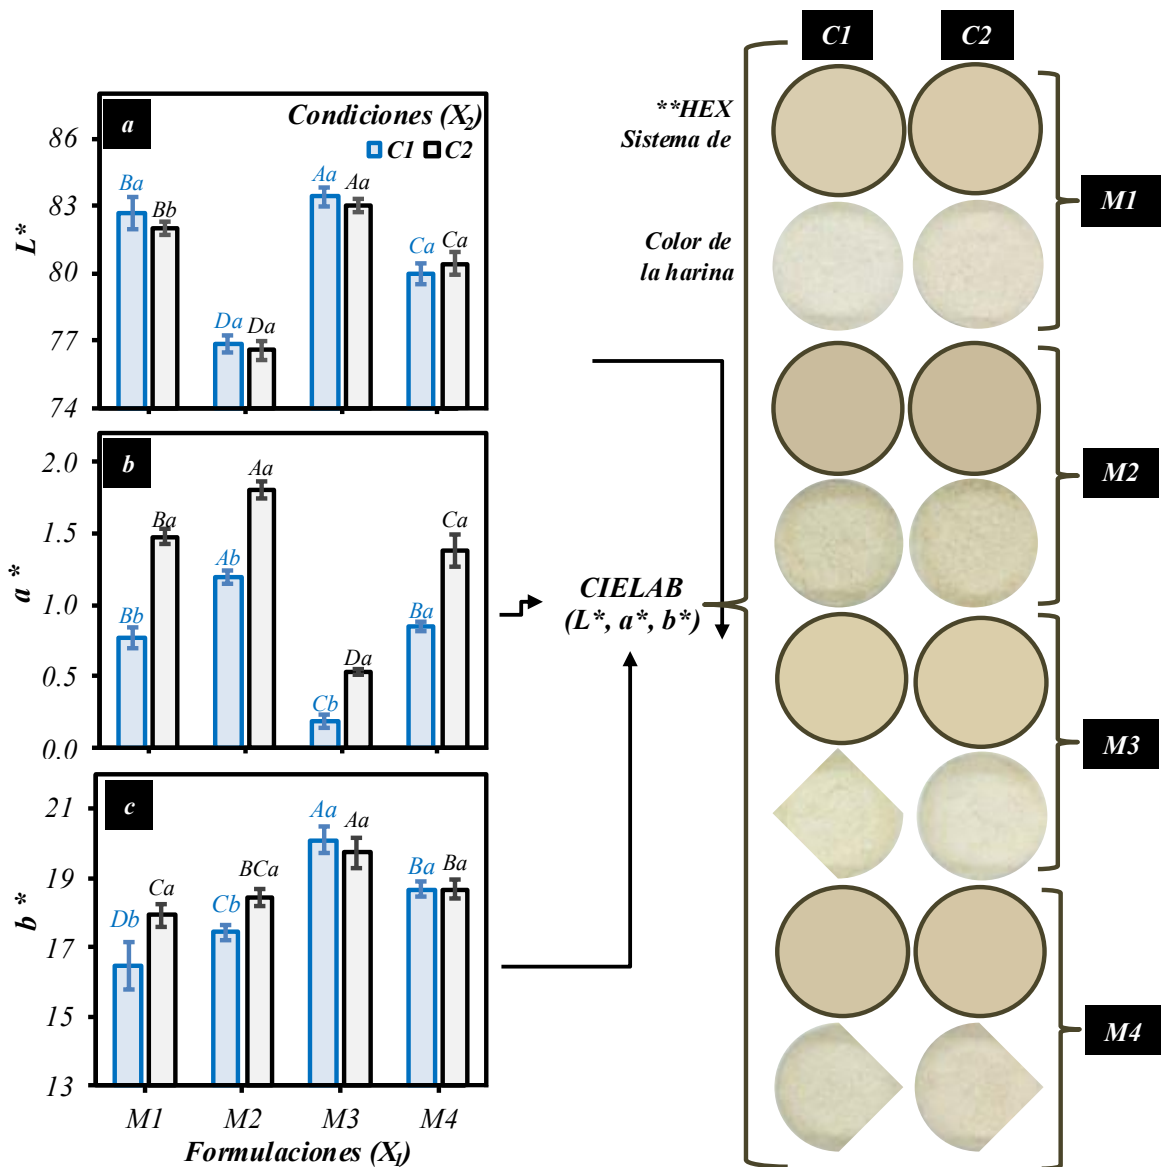 a
Condiciones (X2)
C1 C2
86
83
80
77
74
L*
Ba Bb Da Da Aa Aa Ca Ca
b
2.0
1.5
1.0
0.5
0.0
a*
Bb Ba Ab Aa Cb Da Ba Ca
c
21
19
17
15
13
b*
Db Ca Cb BCa Aa Aa Ba Ba
M1 M2 M3 M4
Formulaciones (X1)
CIELAB
(L*, a*, b*)
C1 C2
**HEX
Sistema de
Color de
la harina
M1
M2
M3
M4